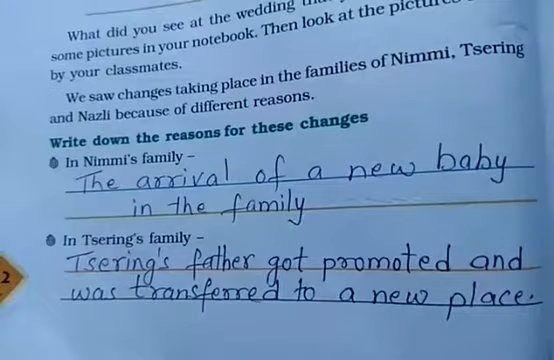 What did you see at the wedding
some pictures in your notebook. Then look at the pictures
by your classmates.
We saw changes taking place in the families of Nimmi, Tsering
and Nazli because of different reasons.
Write down the reasons for these changes
In Nimmi's family –
The arrival of a new baby
in the family
In Tsering's family –
Tsering's father got promoted and
was transferred to a new place.
2